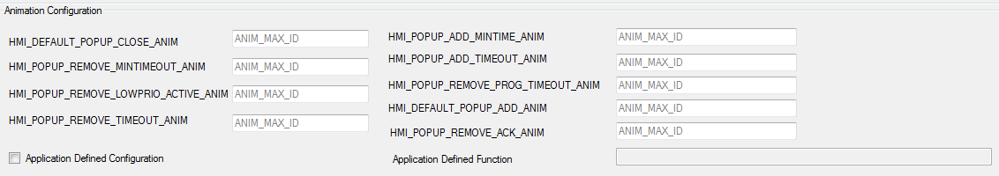 Animation Configuration
HMI_DEFAULT_POPUP_CLOSE_ANIM ANIM_MAX_ID
HMI_POPUP_REMOVE_MINTIMEOUT_ANIM ANIM_MAX_ID
HMI_POPUP_REMOVE_LOWPRIO_ACTIVE_ANIM ANIM_MAX_ID
HMI_POPUP_REMOVE_TIMEOUT_ANIM ANIM_MAX_ID
Application Defined Configuration
HMI_POPUP_ADD_MINTIME_ANIM ANIM_MAX_ID
HMI_POPUP_ADD_TIMEOUT_ANIM ANIM_MAX_ID
HMI_POPUP_REMOVE_PROG_TIMEOUT_ANIM ANIM_MAX_ID
HMI_DEFAULT_POPUP_ADD_ANIM ANIM_MAX_ID
HMI_POPUP_REMOVE_ACK_ANIM ANIM_MAX_ID
Application Defined Function